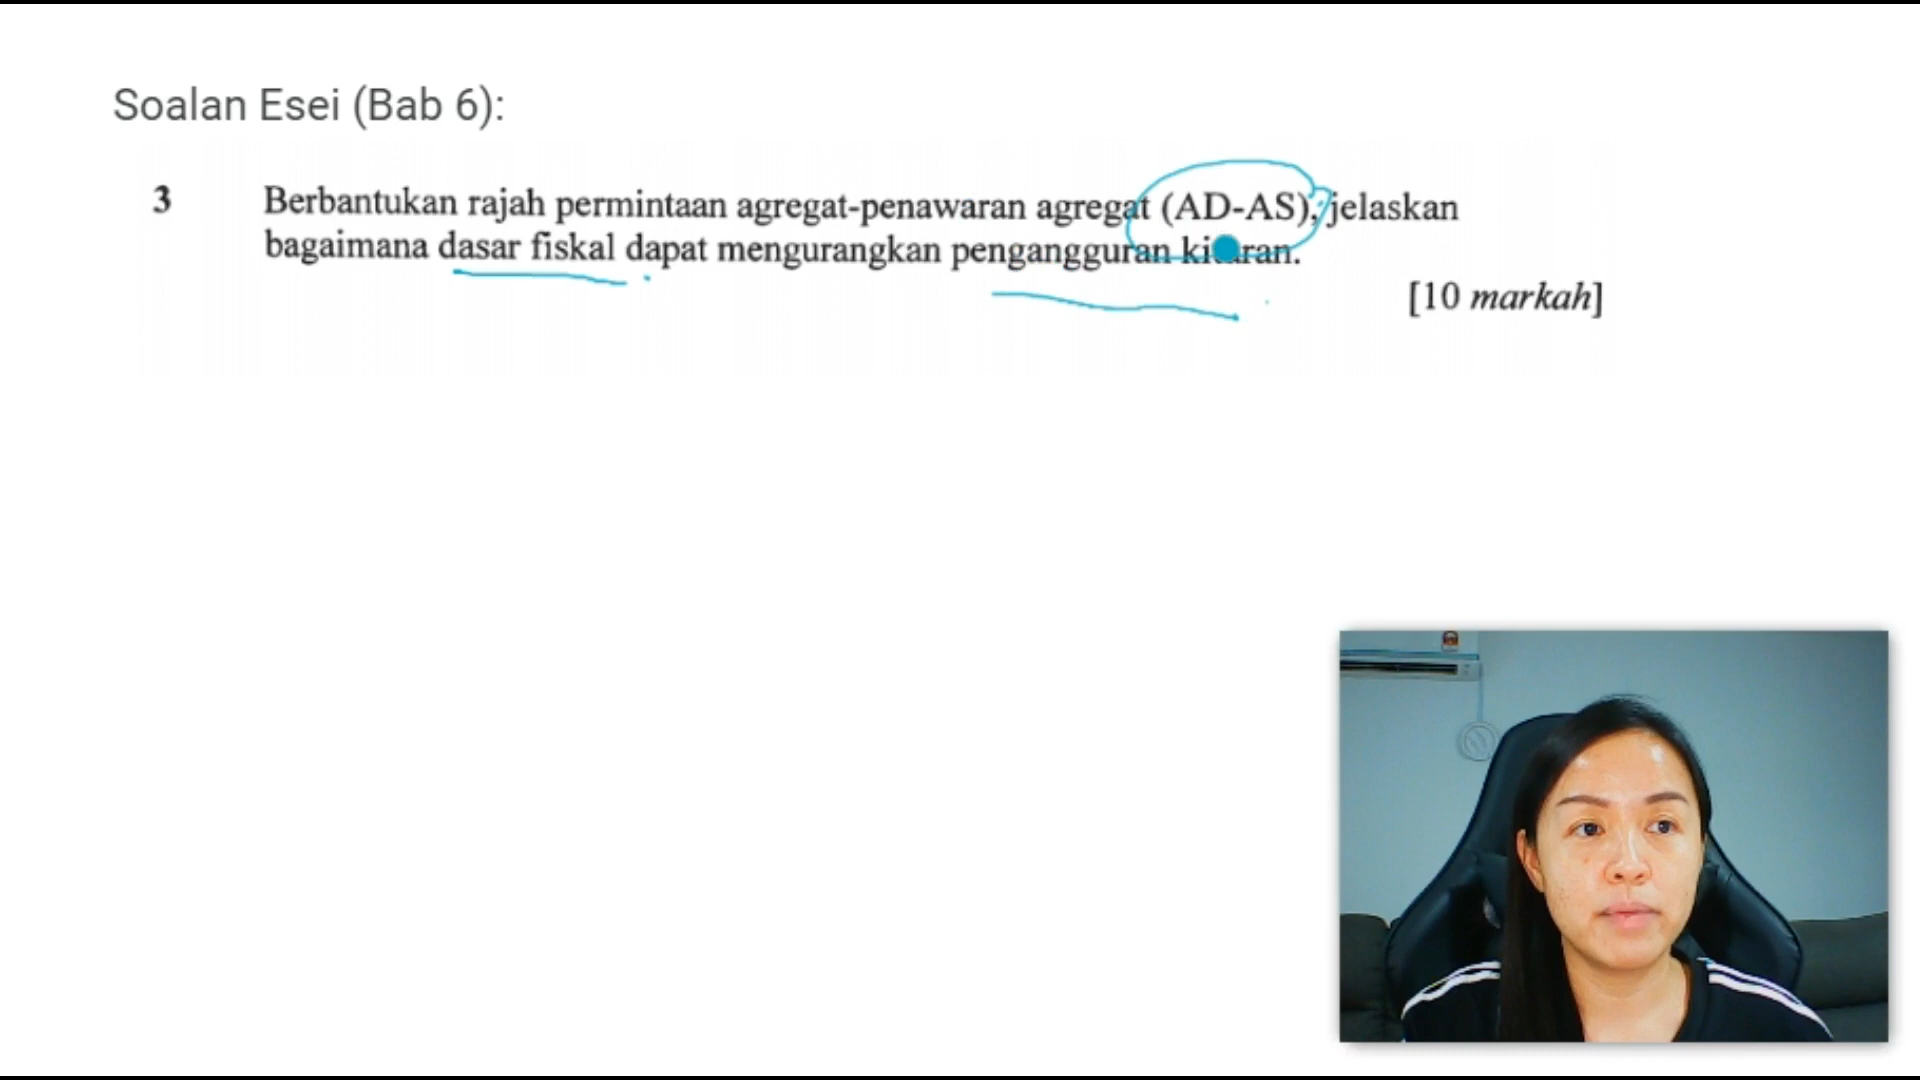 Soalan Esei (Bab 6):
3 Berbantukan rajah permintaan agregat-penawaran agregat (AD-AS), jelaskan
bagaimana dasar fiskal dapat mengurangkan pengangguran kitaran.
[10 markah]